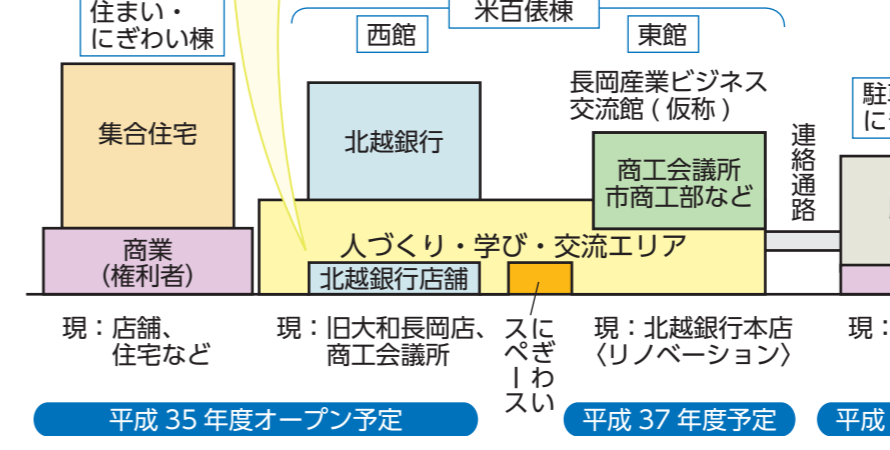 住まい・
にぎわい棟
米百俵棟
西館
東館
長岡産業ビジネス
交流館 ( 仮称 )
集合住宅
北越銀行
商工会議所
市商工部など
連絡通路
商業
（権利者）
人づくり・学び・交流エリア
北越銀行店舗
現：店舗、
住宅など
現：旧大和長岡店、
商工会議所
にぎわい
スペース
現：北越銀行本店
〈リノベーション〉
現：
平成 35 年度オープン予定
平成 37 年度予定
平成